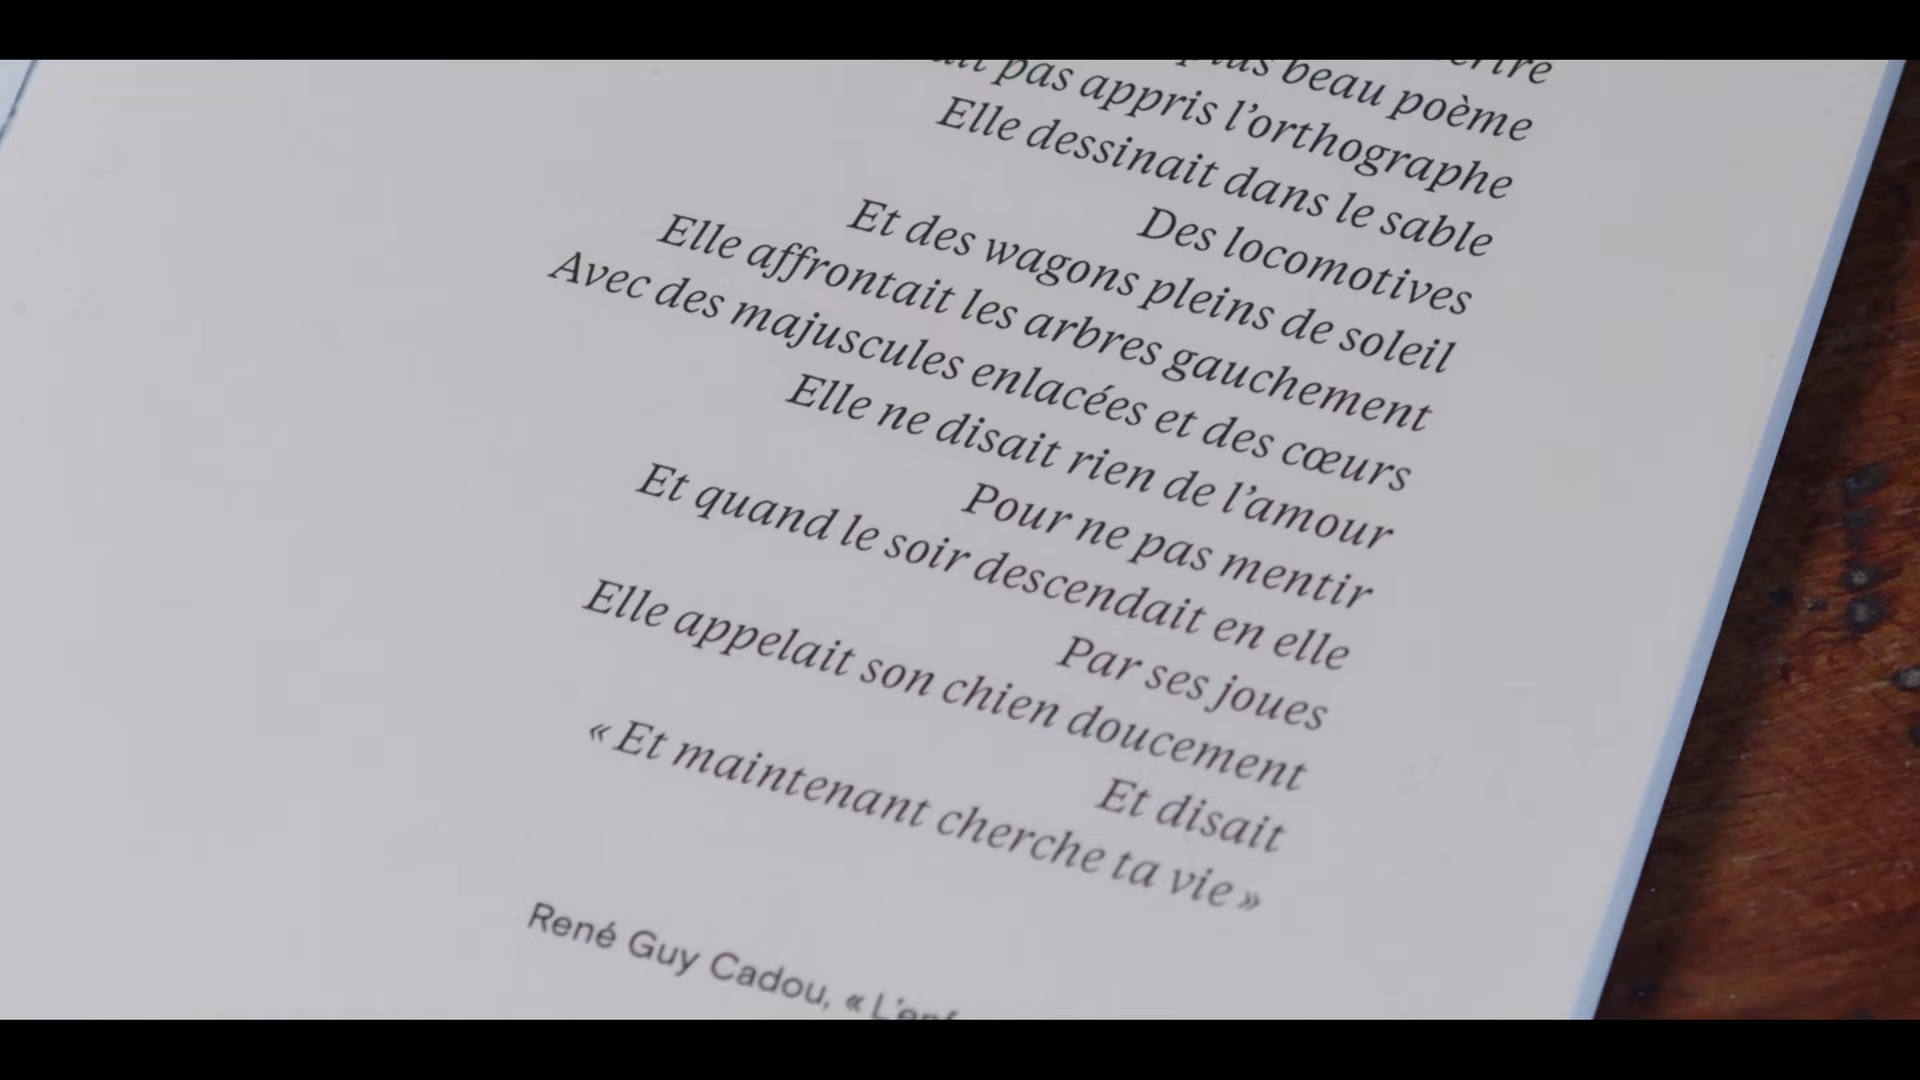 beau poème
pas appris l’orthographe
Elle dessinait dans le sable
Des locomotives
Et des wagons pleins de soleil
Elle affrontait les arbres gauchement
Avec des majuscules enlacées et des cœurs
Elle ne disait rien de l’amour
Pour ne pas mentir
Et quand le soir descendait en elle
Par ses joues
Elle appelait son chien doucement
Et disait
« Et maintenant cherche ta vie »
René Guy Cadou, «